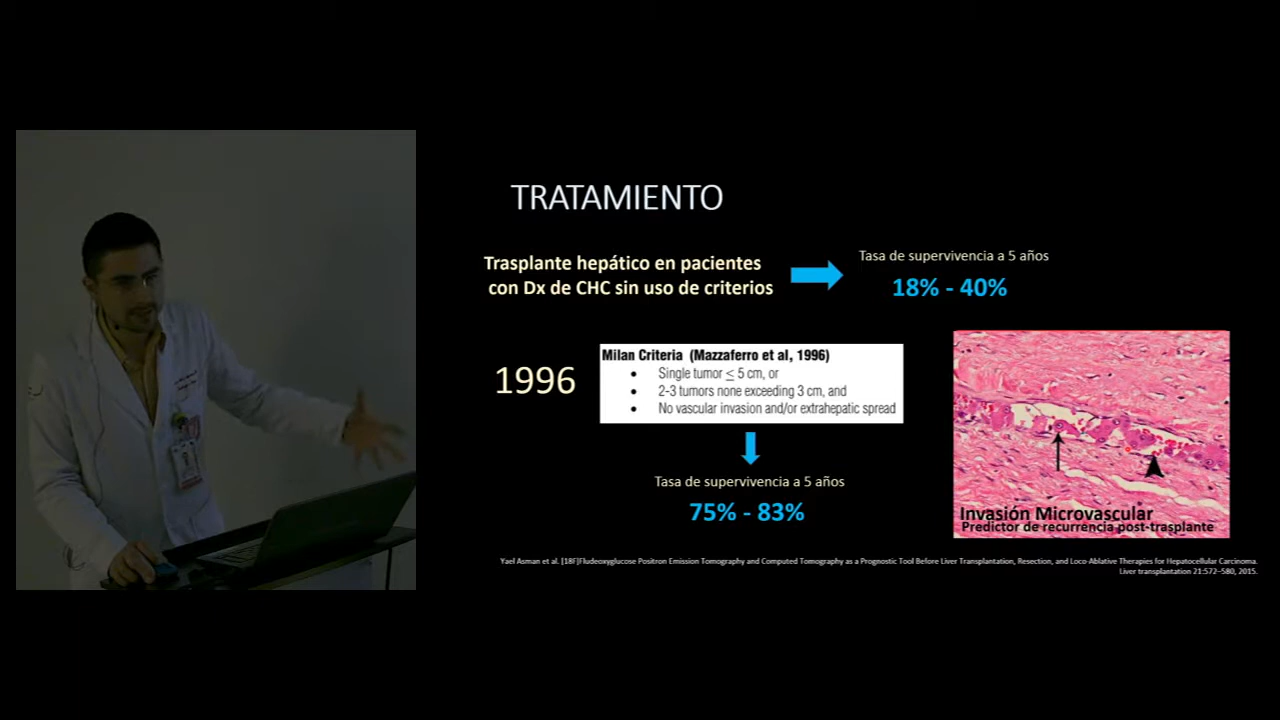 TRATAMIENTO
Trasplante hepático en pacientes
con Dx de CHC sin uso de criterios
Tasa de supervivencia a 5 años
18% - 40%
1996
Milan Criteria (Mazzaferro et al, 1996)
• Single tumor ≤ 5 cm, or
• 2-3 tumors none exceeding 3 cm, and
• No vascular invasion and/or extrahepatic spread
Tasa de supervivencia a 5 años
75% - 83%
Invasión Microvascular
Predictor de recurrencia post-trasplante
Yael Asman et al. [18F]Fludeoxyglucose Positron Emission Tomography and Computed Tomography as a Prognostic Tool Before Liver Transplantation, Resection, and Loco-Ablative Therapies for Hepatocellular Carcinoma.
Liver transplantation 21:572–580, 2015.